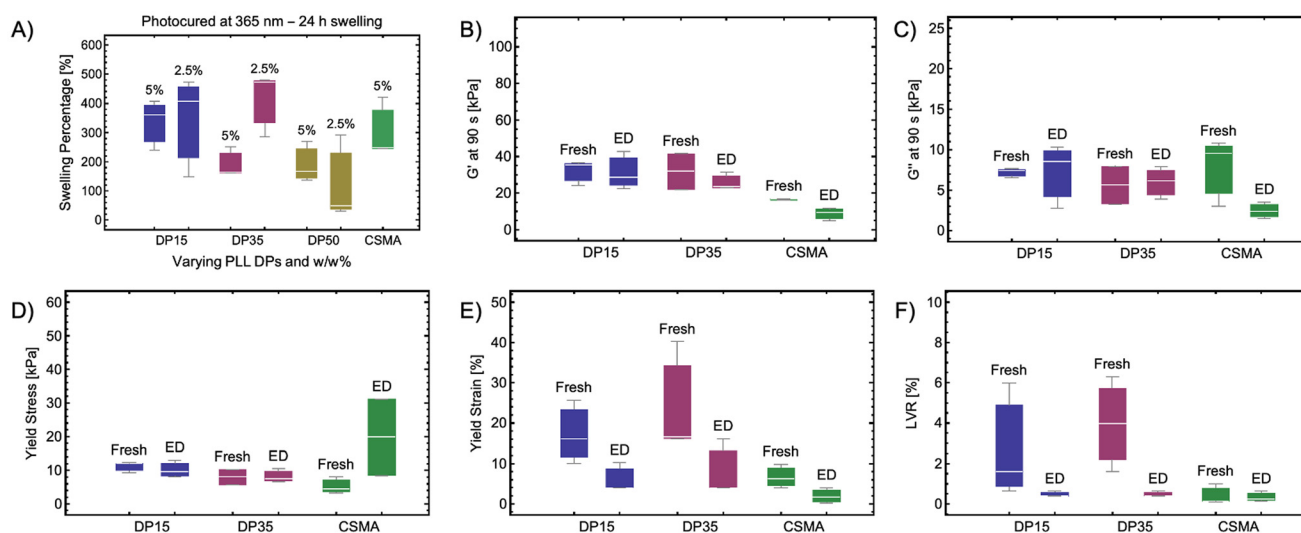 A)
Photocured at 365 nm – 24 h swelling
Swelling Percentage [%]
600
500
400
300
200
100
0
5%
2.5%
5%
2.5%
5%
2.5%
5%
DP15
DP35
DP50
CSMA
Varying PLL DPs and w/w%
B)
G' at 90 s [kPa]
100
80
60
40
20
0
Fresh
ED
Fresh
ED
Fresh
ED
DP15
DP35
CSMA
C)
G" at 90 s [kPa]
25
20
15
10
5
0
Fresh
ED
Fresh
ED
Fresh
ED
DP15
DP35
CSMA
D)
Yield Stress [kPa]
60
50
40
30
20
10
0
Fresh
ED
Fresh
ED
Fresh
ED
DP15
DP35
CSMA
E)
Yield Strain [%]
50
40
30
20
10
0
Fresh
ED
Fresh
ED
Fresh
ED
DP15
DP35
CSMA
F)
LVR [%]
10
8
6
4
2
0
Fresh
ED
Fresh
ED
Fresh
ED
DP15
DP35
CSMA